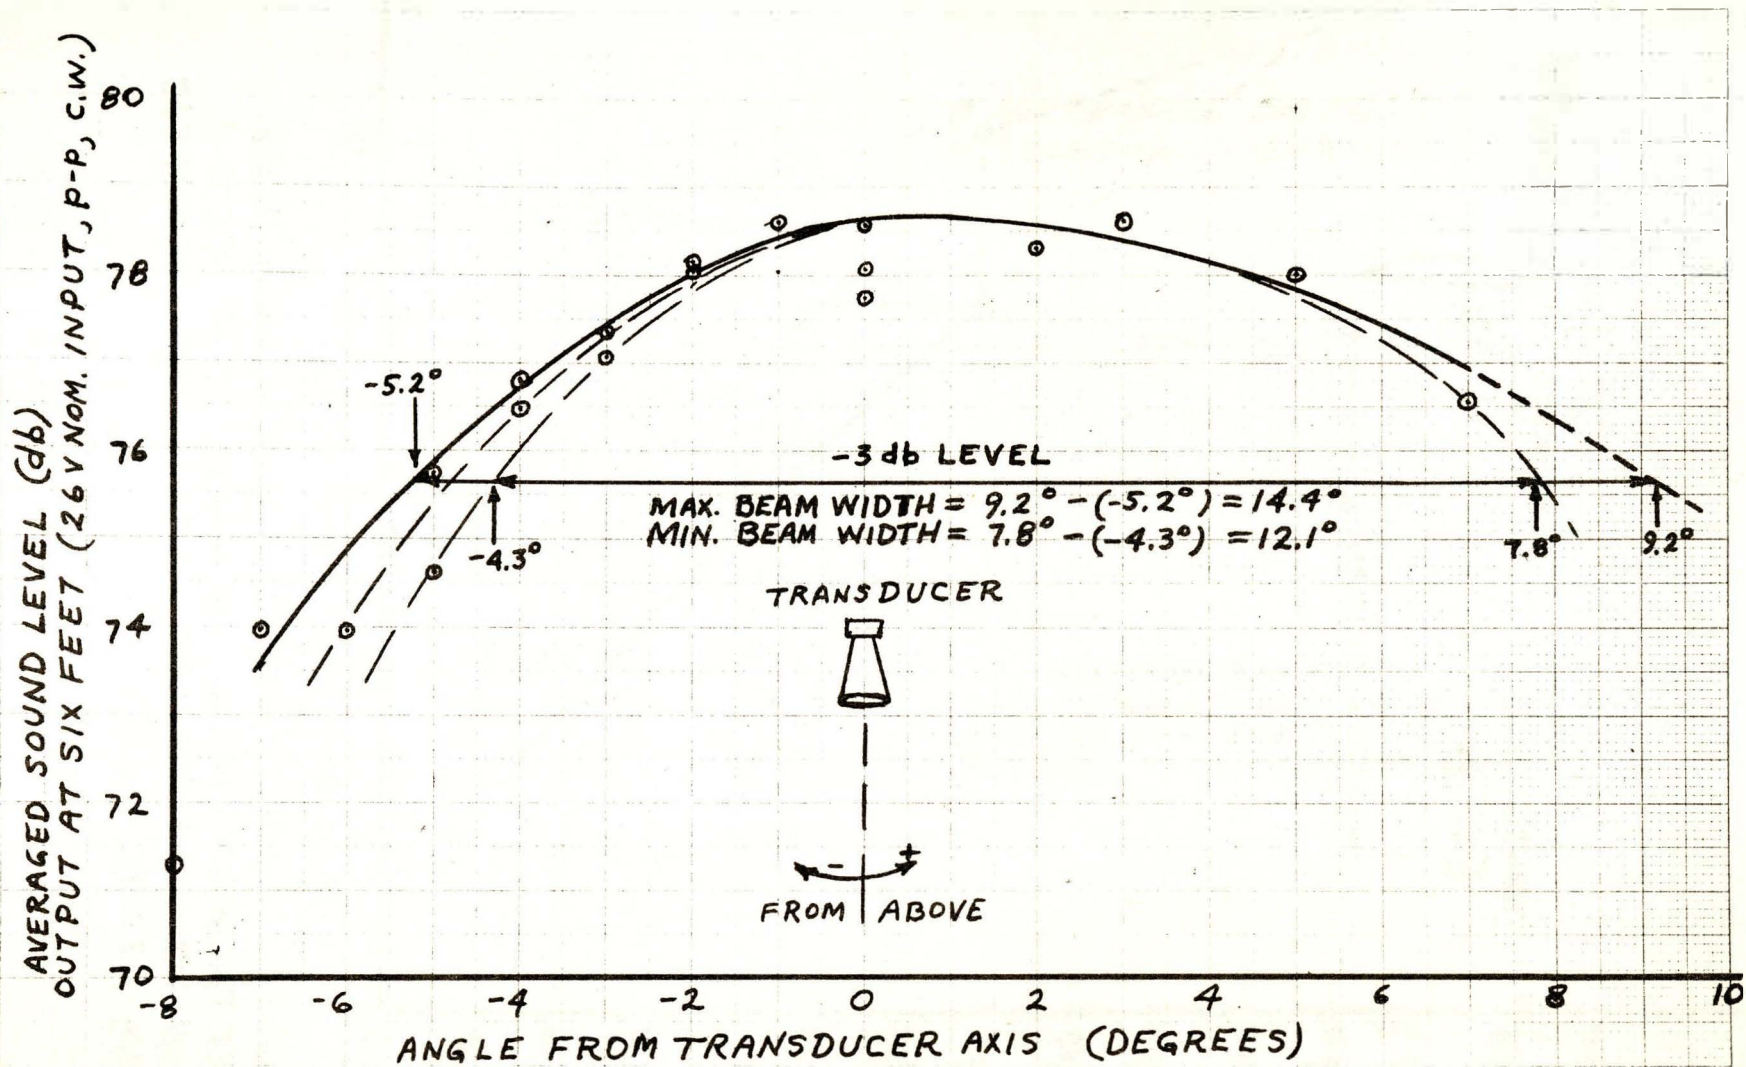 AVERAGED SOUND LEVEL (db)
OUTPUT AT SIX FEET (26 V NOM. INPUT, P-P, C.W.)
80
78
76
74
72
70
-8
-6
-4
-2
0
2
4
6
8
10
ANGLE FROM TRANSDUCER AXIS (DEGREES)
-5.2°
-3 db LEVEL
MAX. BEAM WIDTH = 9.2° - (-5.2°) = 14.4°
MIN. BEAM WIDTH = 7.8° - (-4.3°) = 12.1°
-4.3°
7.8°
9.2°
TRANSDUCER
- +
FROM ABOVE